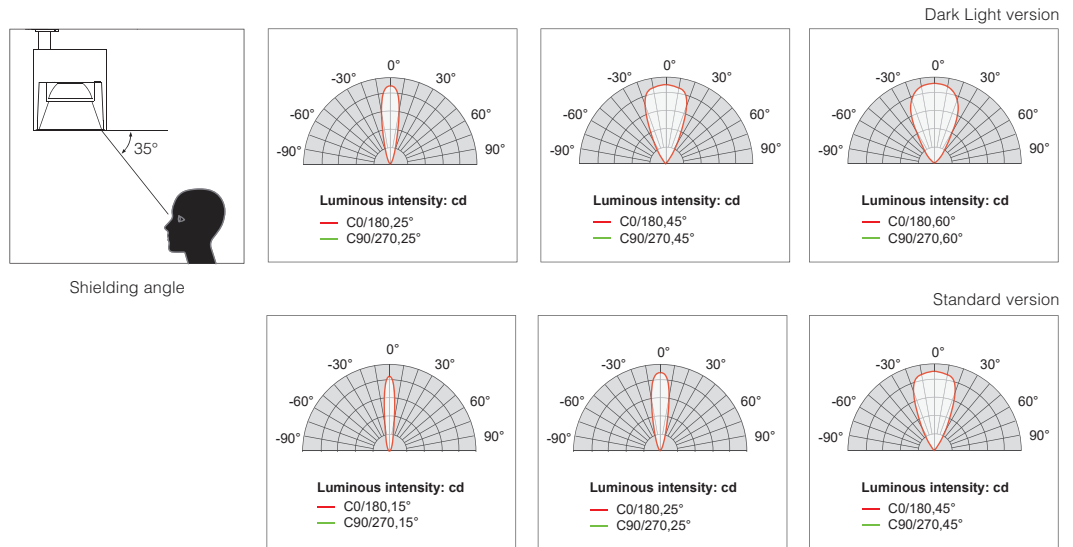 Dark Light version
35°
Shielding angle
0°
-30° 30°
-60° 60°
-90° 90°
Luminous intensity: cd
C0/180,25°
C90/270,25°
0°
-30° 30°
-60° 60°
-90° 90°
Luminous intensity: cd
C0/180,45°
C90/270,45°
0°
-30° 30°
-60° 60°
-90° 90°
Luminous intensity: cd
C0/180,60°
C90/270,60°
Standard version
0°
-30° 30°
-60° 60°
-90° 90°
Luminous intensity: cd
C0/180,15°
C90/270,15°
0°
-30° 30°
-60° 60°
-90° 90°
Luminous intensity: cd
C0/180,25°
C90/270,25°
0°
-30° 30°
-60° 60°
-90° 90°
Luminous intensity: cd
C0/180,45°
C90/270,45°